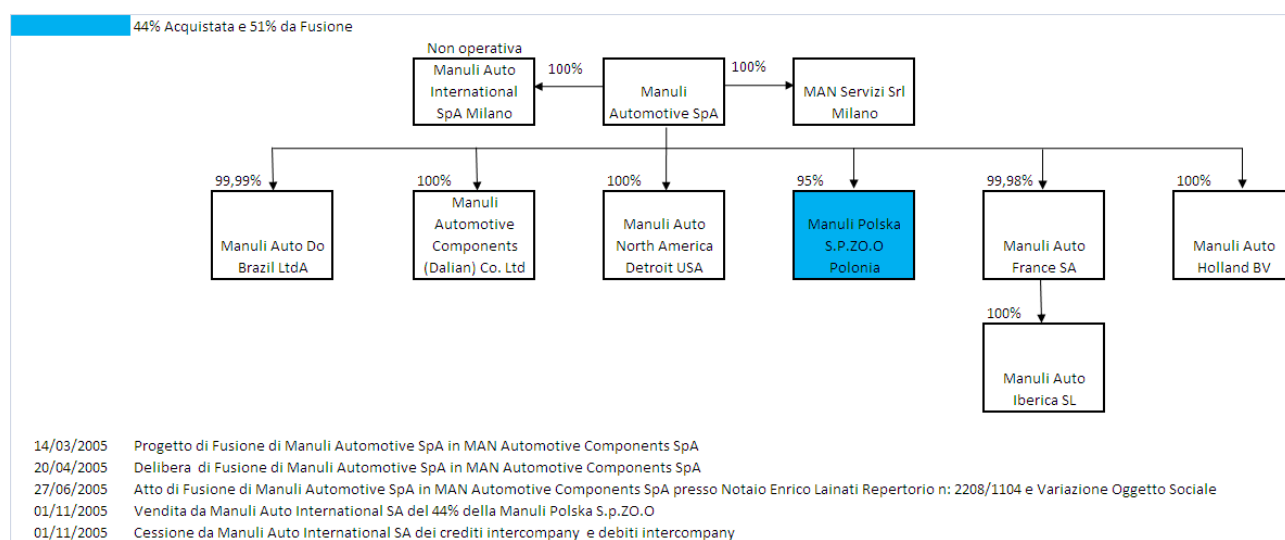 44% Acquistata e 51% da Fusione
Non operativa
Manuli Auto
International
SpA Milano
100%
Manuli
Automotive SpA
100%
MAN Servizi Srl
Milano
99,99%
Manuli Auto Do
Brazil LtdA
100%
Manuli
Automotive
Components
(Dalian) Co. Ltd
100%
Manuli Auto
North America
Detroit USA
95%
Manuli Polska
S.P.ZO.O
Polonia
99,98%
Manuli Auto
France SA
100%
Manuli Auto
Holland BV
100%
Manuli Auto
Iberica SL
14/03/2005 Progetto di Fusione di Manuli Automotive SpA in MAN Automotive Components SpA
20/04/2005 Delibera di Fusione di Manuli Automotive SpA in MAN Automotive Components SpA
27/06/2005 Atto di Fusione di Manuli Automotive SpA in MAN Automotive Components SpA presso Notaio Enrico Lainati Repertorio n: 2208/1104 e Variazione Oggetto Sociale
01/11/2005 Vendita da Manuli Auto International SA del 44% della Manuli Polska S.p.ZO.O
01/11/2005 Cessione da Manuli Auto International SA dei crediti intercompany e debiti intercompany